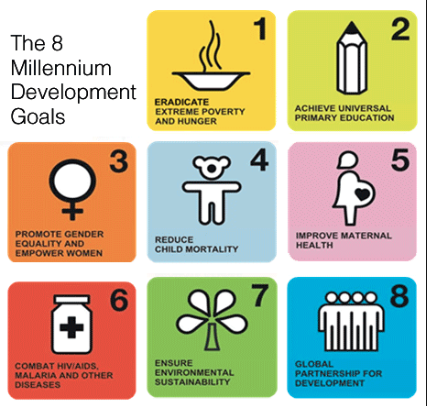 The 8
Millennium
Development
Goals
1
ERADICATE
EXTREME POVERTY
AND HUNGER
2
ACHIEVE UNIVERSAL
PRIMARY EDUCATION
3
PROMOTE GENDER
EQUALITY AND
EMPOWER WOMEN
4
REDUCE
CHILD MORTALITY
5
IMPROVE MATERNAL
HEALTH
6
COMBAT HIV/AIDS,
MALARIA AND OTHER
DISEASES
7
ENSURE
ENVIRONMENTAL
SUSTAINABILITY
8
GLOBAL
PARTNERSHIP FOR
DEVELOPMENT